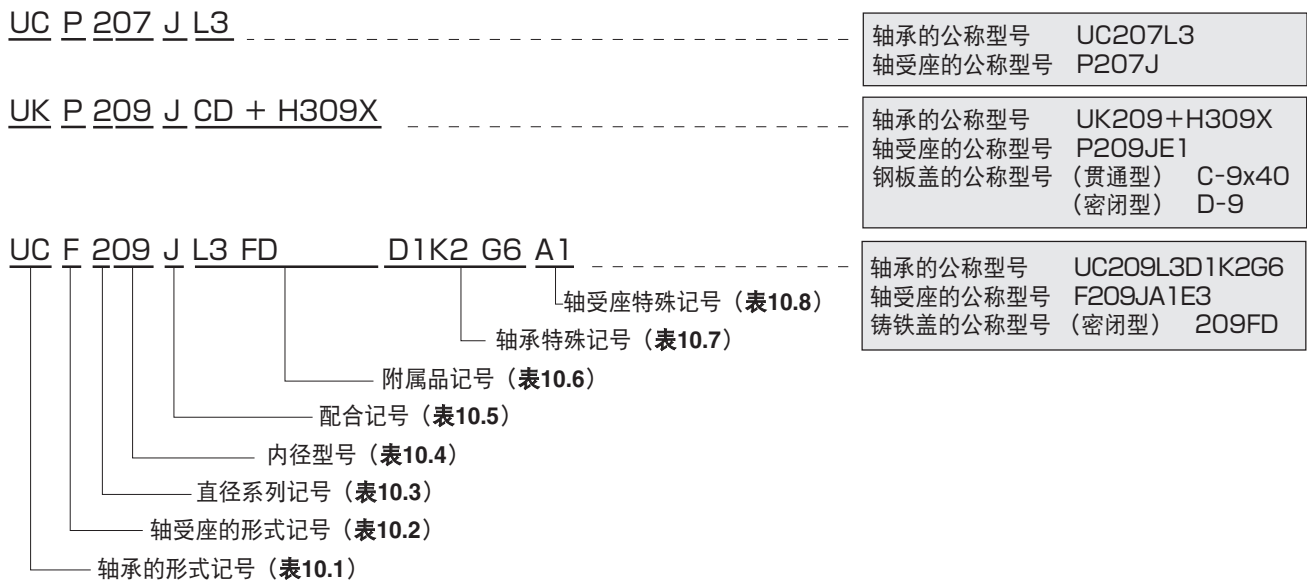 UC P 207 J L3
轴承的公称型号 UC207L3
轴受座的公称型号 P207J
UK P 209 J CD + H309X
轴承的公称型号 UK209+H309X
轴受座的公称型号 P209JE1
钢板盖的公称型号 (贯通型) C-9x40
(密闭型) D-9
UC F 209 J L3 FD D1K2 G6 A1
轴承的公称型号 UC209L3D1K2G6
轴受座的公称型号 F209JA1E3
铸铁盖的公称型号 (密闭型) 209FD
轴受座特殊记号(表10.8)
轴承特殊记号(表10.7)
附属品记号(表10.6)
配合记号(表10.5)
内径型号(表10.4)
直径系列记号(表10.3)
轴受座的形式记号(表10.2)
轴承的形式记号(表10.1)